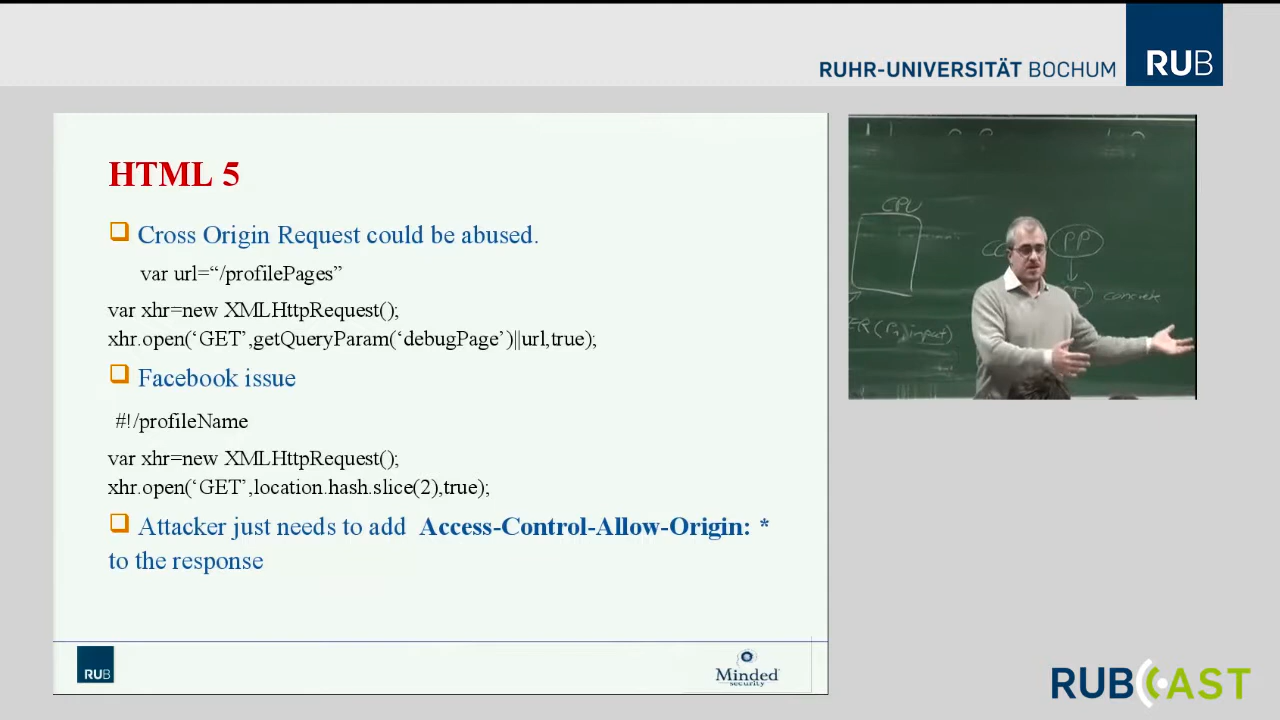 RUHR-UNIVERSITÄT BOCHUM
RUB
HTML 5
Cross Origin Request could be abused.
var url=“/profilePages”
var xhr=new XMLHttpRequest();
xhr.open(‘GET’,getQueryParam(‘debugPage’)||url,true);
Facebook issue
#!/profileName
var xhr=new XMLHttpRequest();
xhr.open(‘GET’,location.hash.slice(2),true);
Attacker just needs to add Access-Control-Allow-Origin: *
to the response
CPU
PP
concrete
RUB
Minded
security
RUBCAST